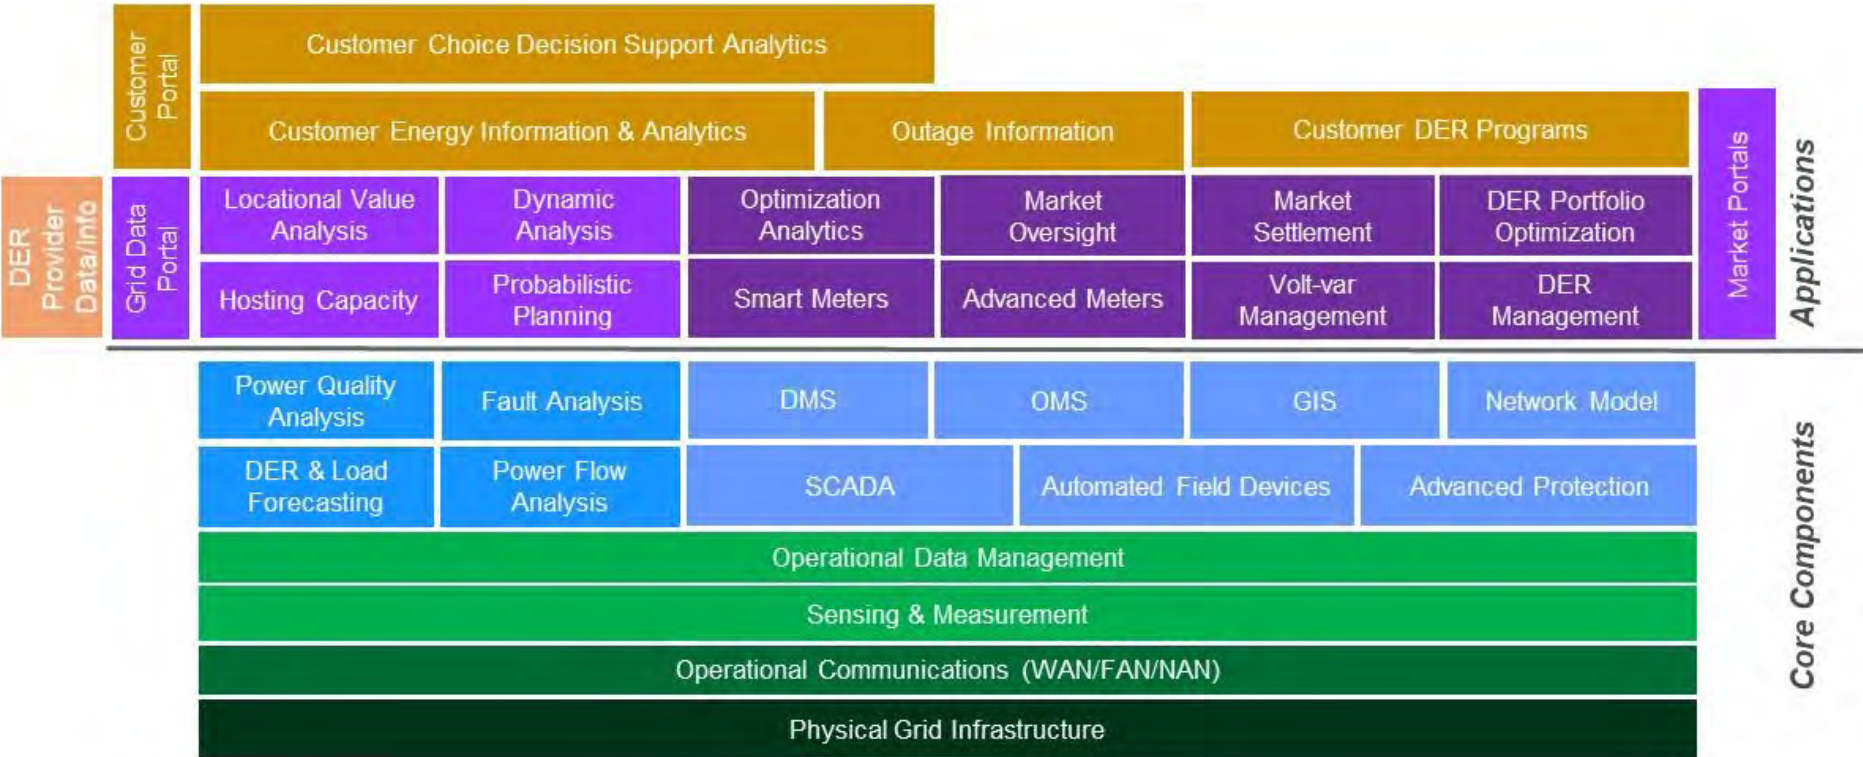 Customer
Portal
Customer Choice Decision Support Analytics
Customer Energy Information & Analytics
Outage Information
Customer DER Programs
Market Portals
Applications
DER
Provider
Data/Info
Grid Data
Portal
Locational Value
Analysis
Dynamic
Analysis
Optimization
Analytics
Market
Oversight
Market
Settlement
DER Portfolio
Optimization
Hosting Capacity
Probabilistic
Planning
Smart Meters
Advanced Meters
Volt-var
Management
DER
Management
Power Quality
Analysis
Fault Analysis
DMS
OMS
GIS
Network Model
Core Components
DER & Load
Forecasting
Power Flow
Analysis
SCADA
Automated Field Devices
Advanced Protection
Operational Data Management
Sensing & Measurement
Operational Communications (WAN/FAN/NAN)
Physical Grid Infrastructure